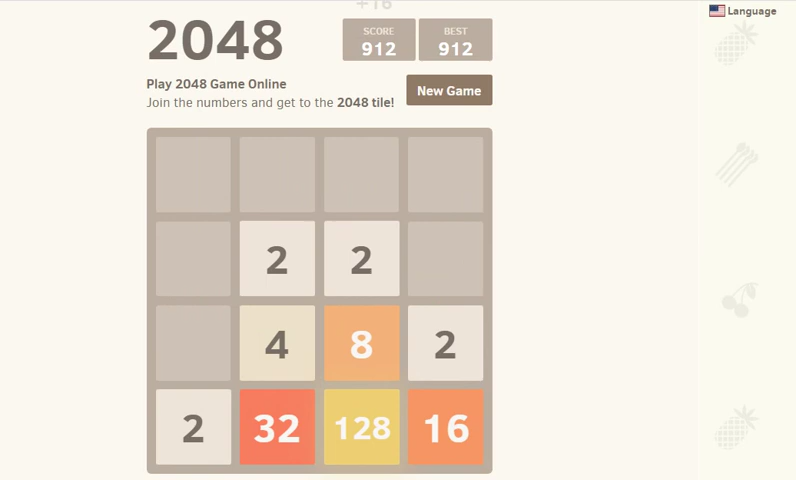 +16
Language
2048
SCORE
912
BEST
912
Play 2048 Game Online
Join the numbers and get to the 2048 tile!
New Game
2 2
4 8 2
2 32 128 16